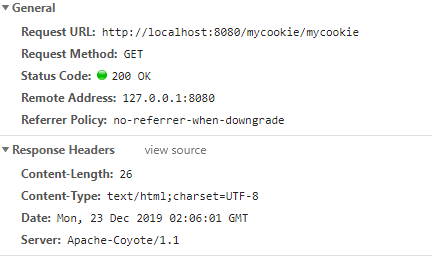 General
Request URL: http://localhost:8080/mycookie/mycookie
Request Method: GET
Status Code: 200 OK
Remote Address: 127.0.0.1:8080
Referrer Policy: no-referrer-when-downgrade
Response Headers view source
Content-Length: 26
Content-Type: text/html;charset=UTF-8
Date: Mon, 23 Dec 2019 02:06:01 GMT
Server: Apache-Coyote/1.1